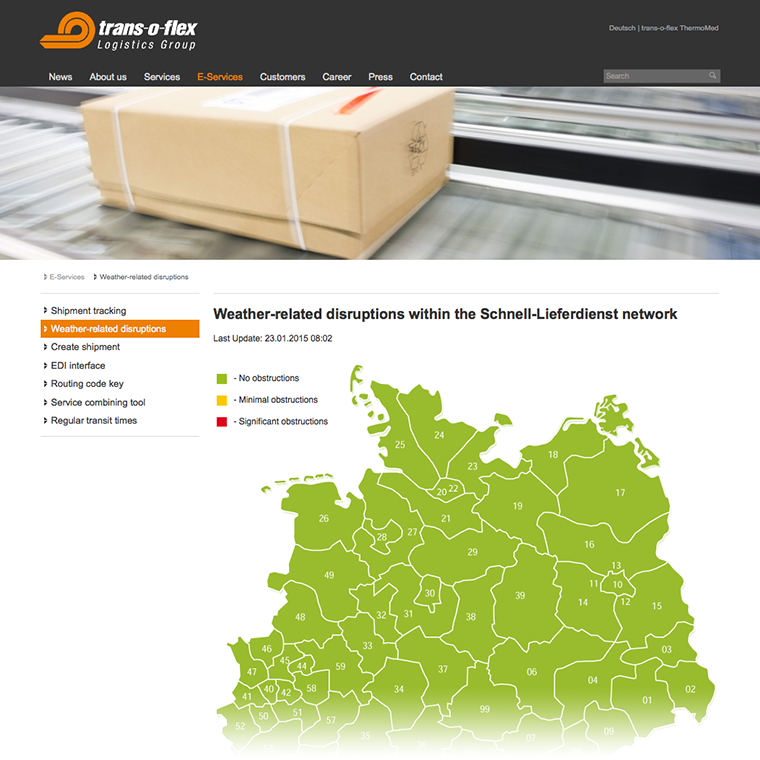 trans-o-flex
Logistics Group
Deutsch | trans-o-flex ThermoMed
News About us Services E-Services Customers Career Press Contact
Search
E-Services Weather-related disruptions
Shipment tracking
Weather-related disruptions
Create shipment
EDI interface
Routing code key
Service combining tool
Regular transit times
Weather-related disruptions within the Schnell-Lieferdienst network
Last Update: 23.01.2015 08:02
- No obstructions
- Minimal obstructions
- Significant obstructions
24
25
23
18
20 22
17
19
26
21
27
28
16
29
13
49
11 10
30
39
14 12
15
48
32 31
38
46
33
03
45
44
59
37
47
06
04
02
41 40 42 58
34
01
50 51
99
52
57
35
07
09